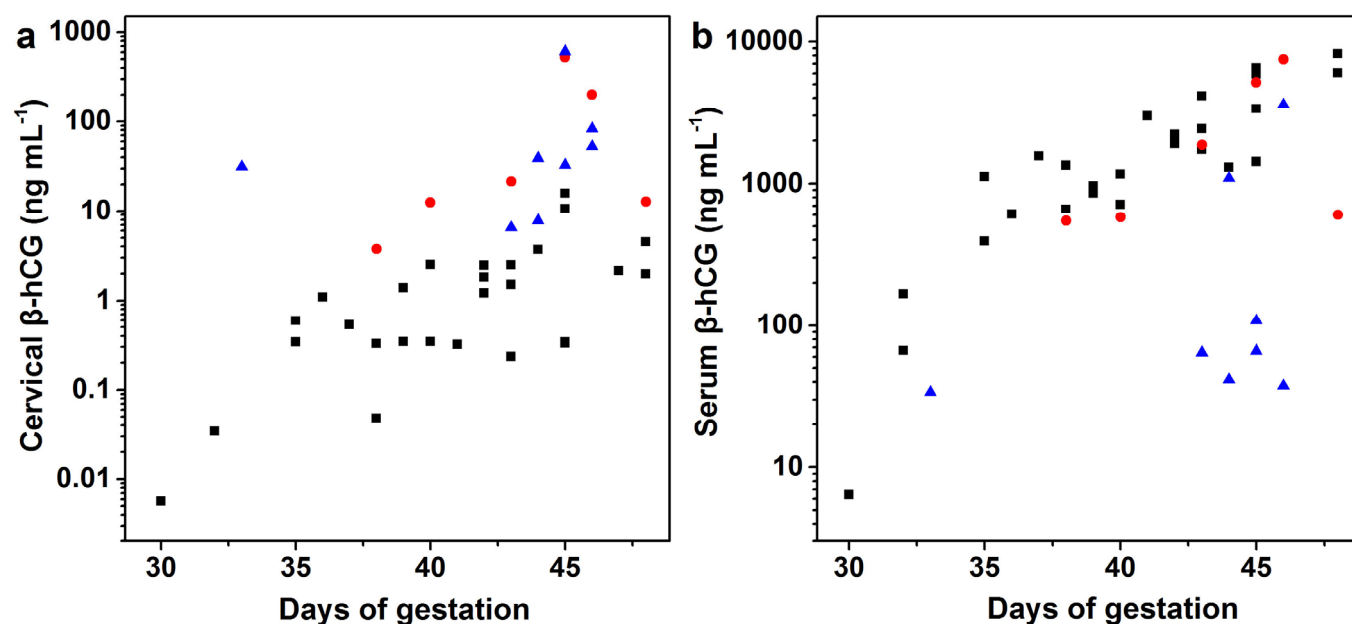 a
Cervical β-hCG (ng mL⁻¹)
1000
100
10
1
0.1
0.01
30 35 40 45
Days of gestation
b
Serum β-hCG (ng mL⁻¹)
10000
1000
100
10
30 35 40 45
Days of gestation